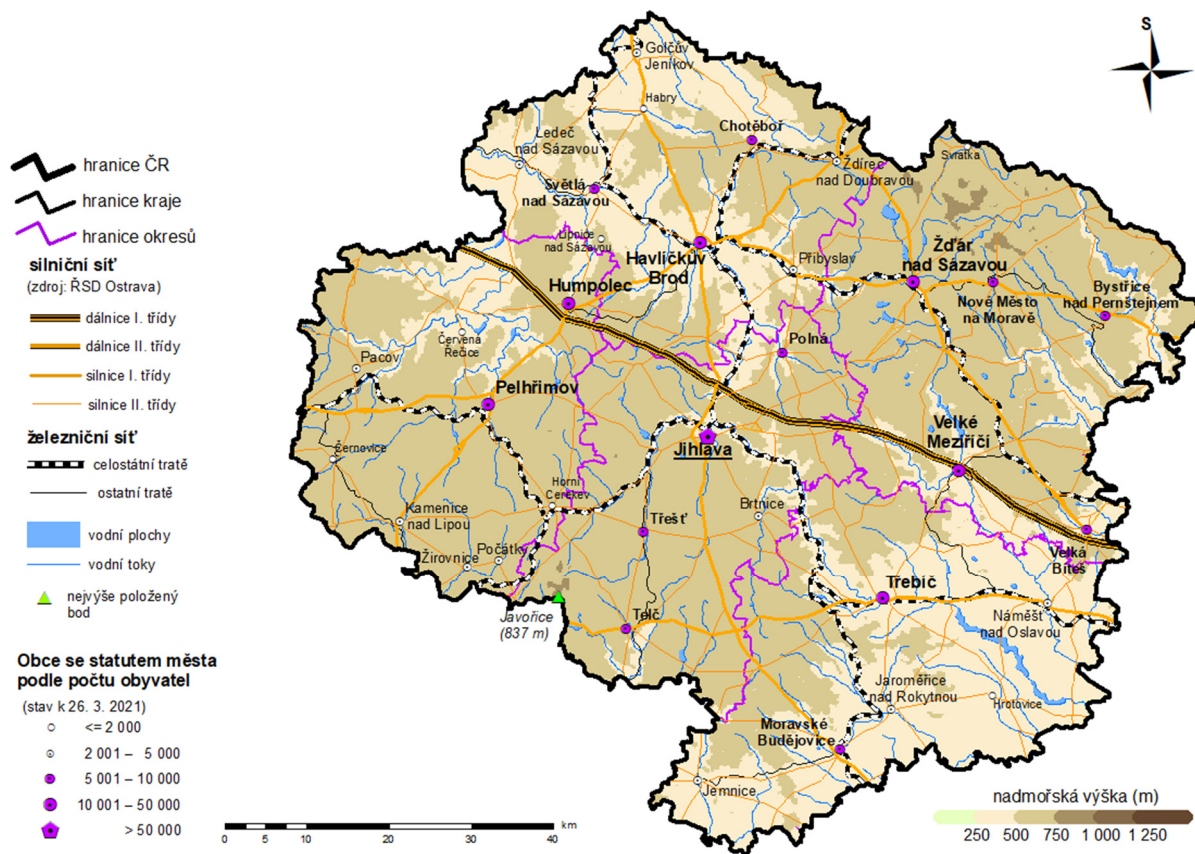 S
hranice ČR
hranice kraje
hranice okresů
silniční síť
(zdroj: ŘSD Ostrava)
dálnice I. třídy
dálnice II. třídy
silnice I. třídy
silnice II. třídy
železniční síť
celostátní tratě
ostatní tratě
vodní plochy
vodní toky
nejvýše položený
bod
Obce se statutem města
podle počtu obyvatel
(stav k 26. 3. 2021)
<= 2 000
2 001 – 5 000
5 001 – 10 000
10 001 – 50 000
> 50 000
Golčův
Jeníkov
Habry
Chotěboř
Ledeč
nad Sázavou
Světlá
nad Sázavou
Ždírec
nad Doubravou
Svratka
Lipnice
nad Sázavou
Havlíčkův
Brod
Přibyslav
Žďár
nad Sázavou
Nové Město
na Moravě
Bystřice
nad Pernštejnem
Humpolec
Červená
Řečice
Pacov
Polná
Pelhřimov
Jihlava
Velké
Meziříčí
Černovice
Kamenice
nad Lipou
Horní
Cerekev
Třešť
Brtnice
Velká
Bíteš
Žirovnice
Počátky
Javořice
(837 m)
Telč
Třebíč
Náměšť
nad Oslavou
Jaroměřice
nad Rokytnou
Hrotovice
Moravské
Budějovice
Jemnice
0 5 10 20 30 40
km
nadmořská výška (m)
250 500 750 1 000 1 250